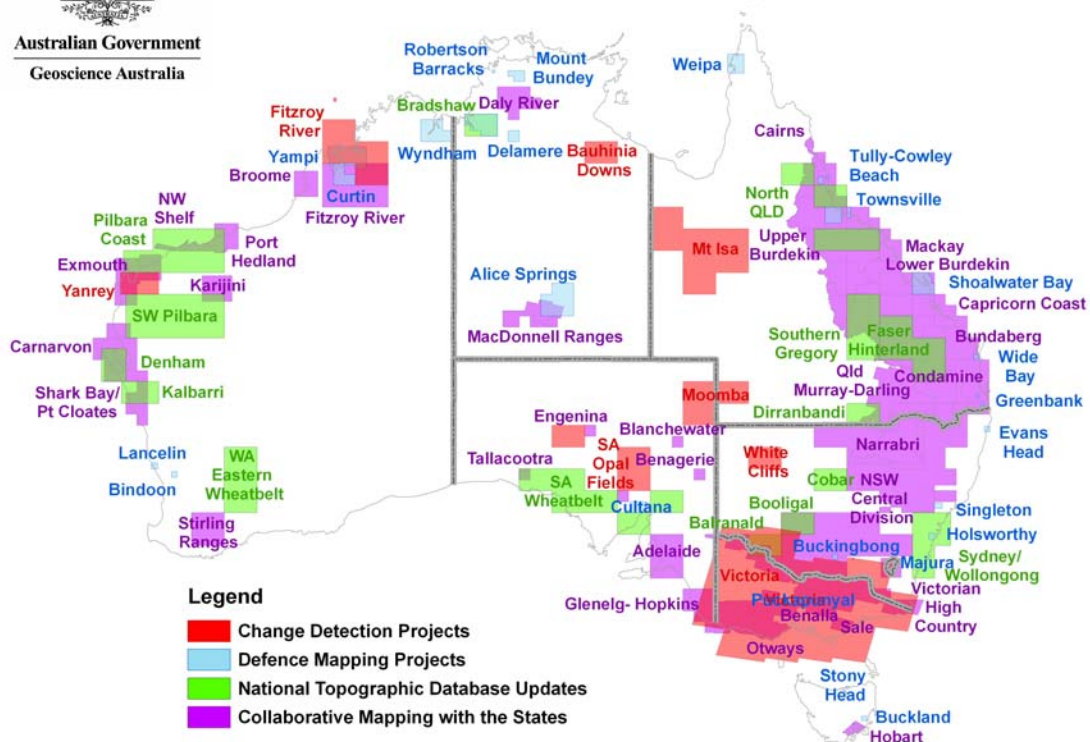 Australian Government
Geoscience Australia
Robertson
Barracks
Mount
Bundey
Weipa
Fitzroy
River
Bradshaw
Daly River
Cairns
Yampi
Wyndham
Delamere
Bauhinia
Downs
Tully-Cowley
Beach
Broome
Curtin
Fitzroy River
North
QLD
Townsville
NW
Shelf
Pilbara
Coast
Port
Hedland
Mt Isa
Upper
Burdekin
Mackay
Lower Burdekin
Exmouth
Yanrey
Karijini
Alice Springs
Shoalwater Bay
Capricorn Coast
SW Pilbara
MacDonnell Ranges
Southern
Gregory
Faser
Hinterland
Bundaberg
Carnarvon
Denham
Qld
Murray-Darling
Condamine
Wide
Bay
Shark Bay/
Pt Cloates
Kalbarri
Moomba
Dirranbandi
Greenbank
Engenina
Blanchewater
Evans
Head
Lancelin
Bindoon
WA
Eastern
Wheatbelt
Tallacootra
SA
Opal
Fields
Benagerie
White
Cliffs
Narrabri
SA
Wheatbelt
Cultana
Cobar
NSW
Central
Division
Booligal
Singleton
Stirling
Ranges
Balranald
Holsworthy
Adelaide
Buckingbong
Majura
Sydney/
Wollongong
Victoria
Glenelg- Hopkins
Puckapunyal
Benalla
Sale
Victorian
High
Country
Otways
Stony
Head
Buckland
Hobart
Legend
Change Detection Projects
Defence Mapping Projects
National Topographic Database Updates
Collaborative Mapping with the States